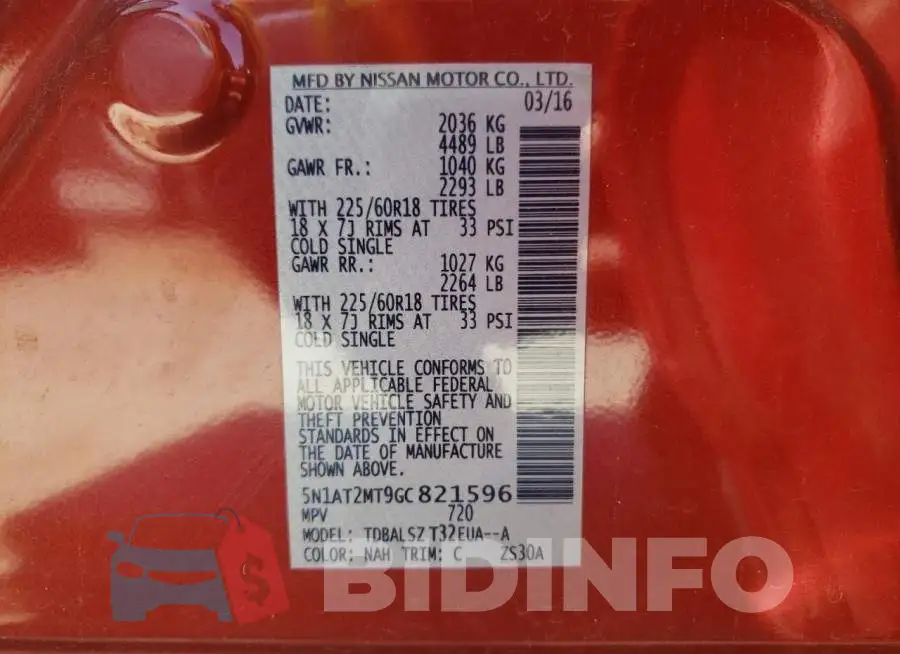 MFD BY NISSAN MOTOR CO., LTD.
DATE: 03/16
GVWR: 2036 KG
4489 LB
GAWR FR.: 1040 KG
2293 LB
WITH 225/60R18 TIRES
18 X 7J RIMS AT 33 PSI
COLD SINGLE
GAWR RR.: 1027 KG
2264 LB
WITH 225/60R18 TIRES
18 X 7J RIMS AT 33 PSI
COLD SINGLE
THIS VEHICLE CONFORMS TO
ALL APPLICABLE FEDERAL
MOTOR VEHICLE SAFETY AND
THEFT PREVENTION
STANDARDS IN EFFECT ON
THE DATE OF MANUFACTURE
SHOWN ABOVE.
5N1AT2MT9GC821596
MPV 720
MODEL: TDBALSZ T32EUA--A
COLOR: NAH TRIM: C ZS30A
$ BIDINFO